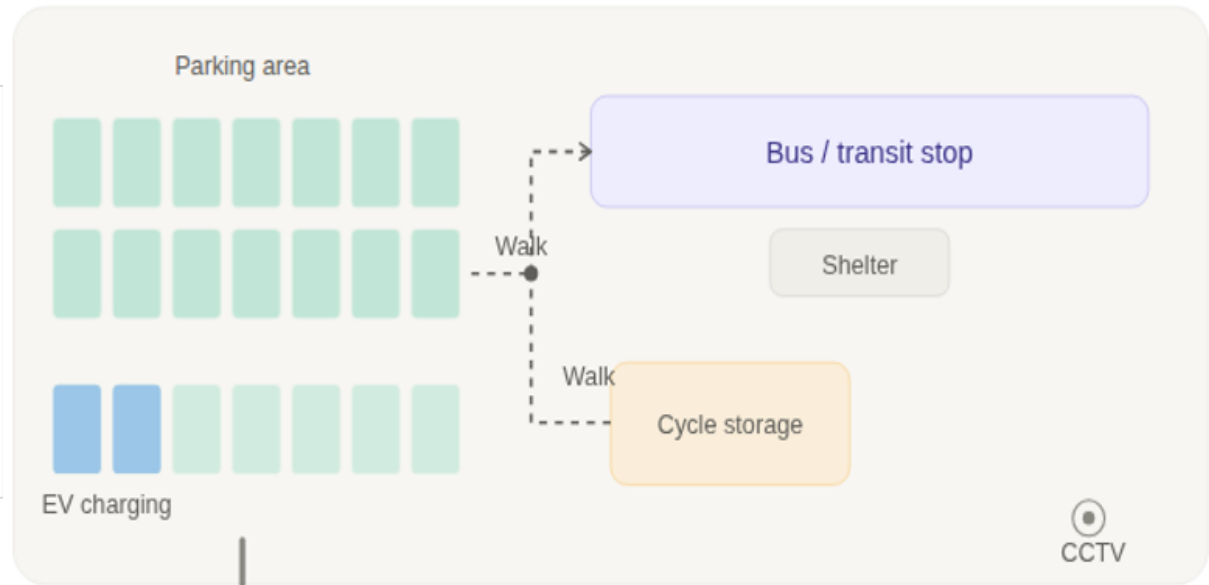 Parking area
Bus / transit stop
Walk
Shelter
Walk
Cycle storage
EV charging
CCTV